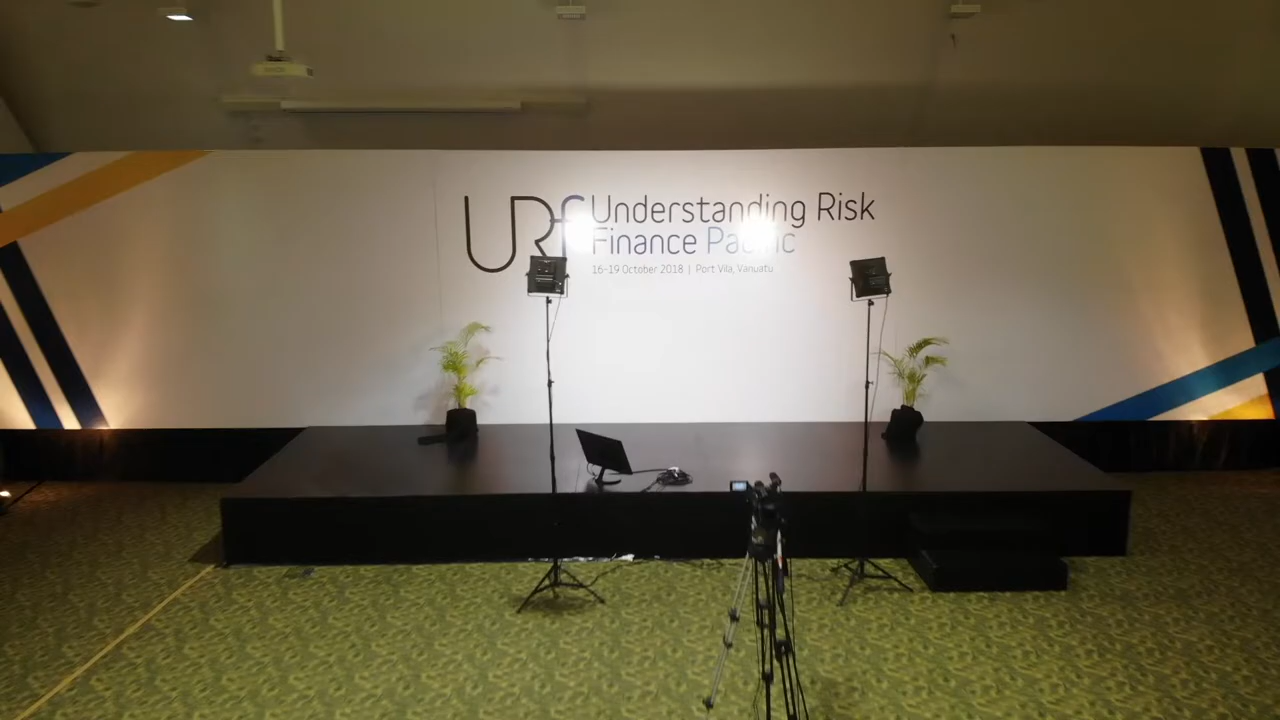 URf
Understanding Risk
Finance Pacific
16-19 October 2018 | Port Vila, Vanuatu